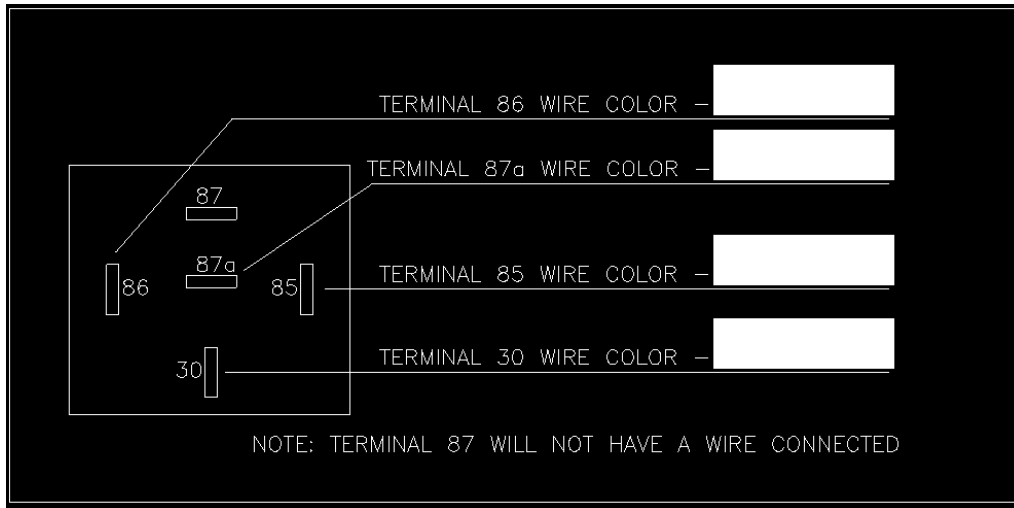 TERMINAL 86 WIRE COLOR -
TERMINAL 87a WIRE COLOR -
87
87a
86
85
TERMINAL 85 WIRE COLOR -
TERMINAL 30 WIRE COLOR -
30
NOTE: TERMINAL 87 WILL NOT HAVE A WIRE CONNECTED